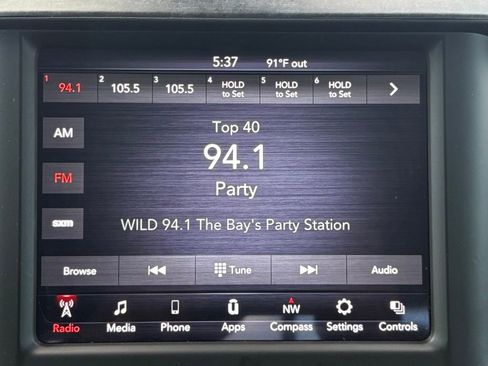 5:37 91°F out
1 94.1 2 105.5 3 105.5 4 HOLD to Set 5 HOLD to Set 6 HOLD to Set
AM
Top 40
94.1
FM
Party
sxm
WILD 94.1 The Bay's Party Station
Browse Tune Audio
NW
Radio Media Phone Apps Compass Settings Controls